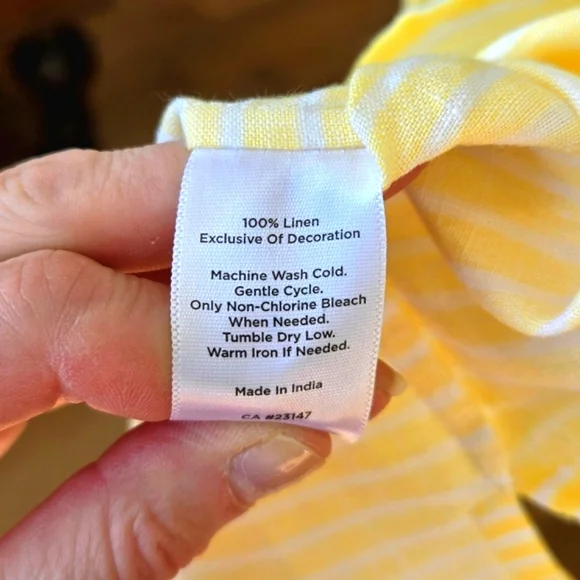 100% Linen
Exclusive Of Decoration
Machine Wash Cold.
Gentle Cycle.
Only Non-Chlorine Bleach
When Needed.
Tumble Dry Low.
Warm Iron If Needed.
Made In India
CA #23147